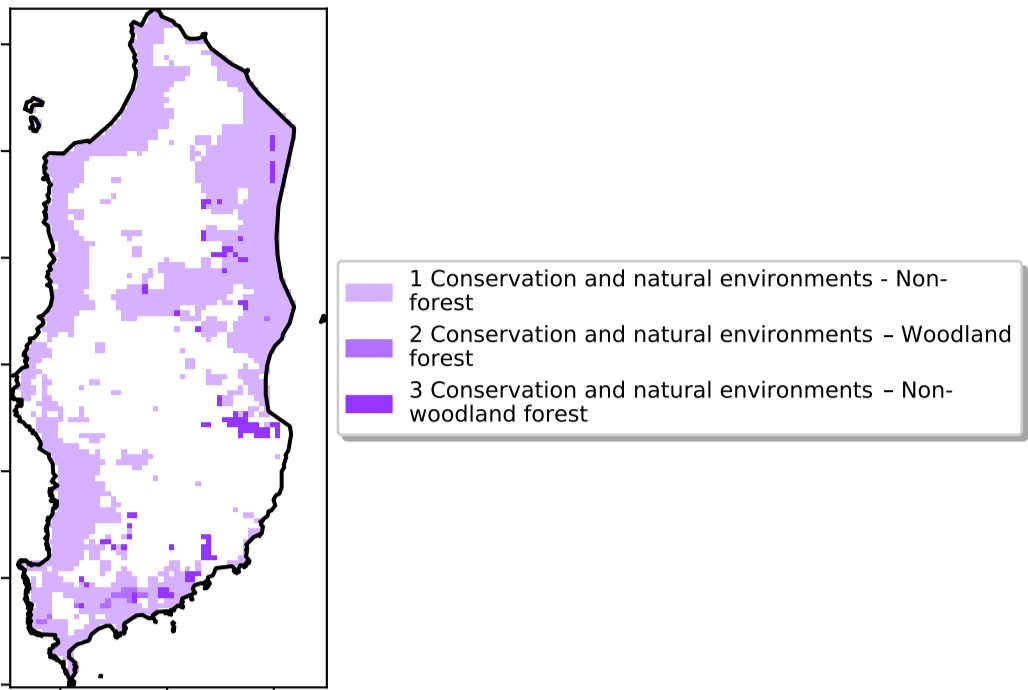 1 Conservation and natural environments - Non-
forest
2 Conservation and natural environments – Woodland
forest
3 Conservation and natural environments – Non-
woodland forest